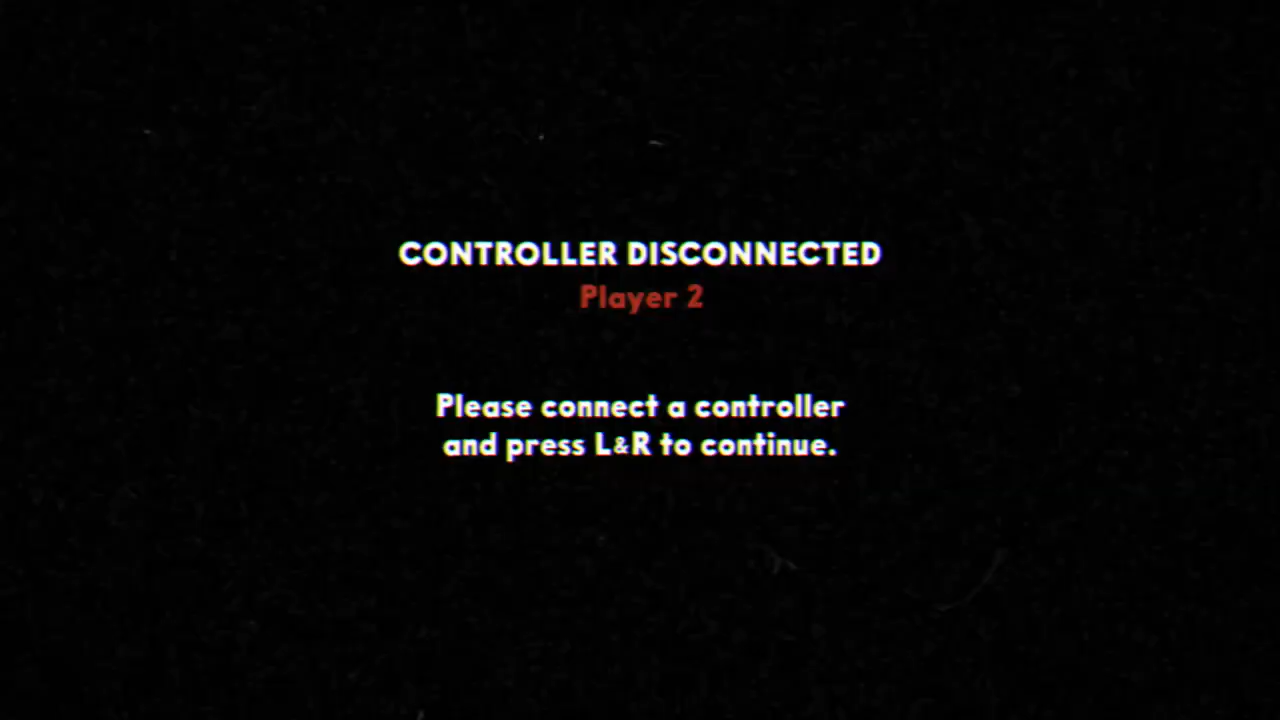 CONTROLLER DISCONNECTED
Player 2
Please connect a controller
and press L&R to continue.